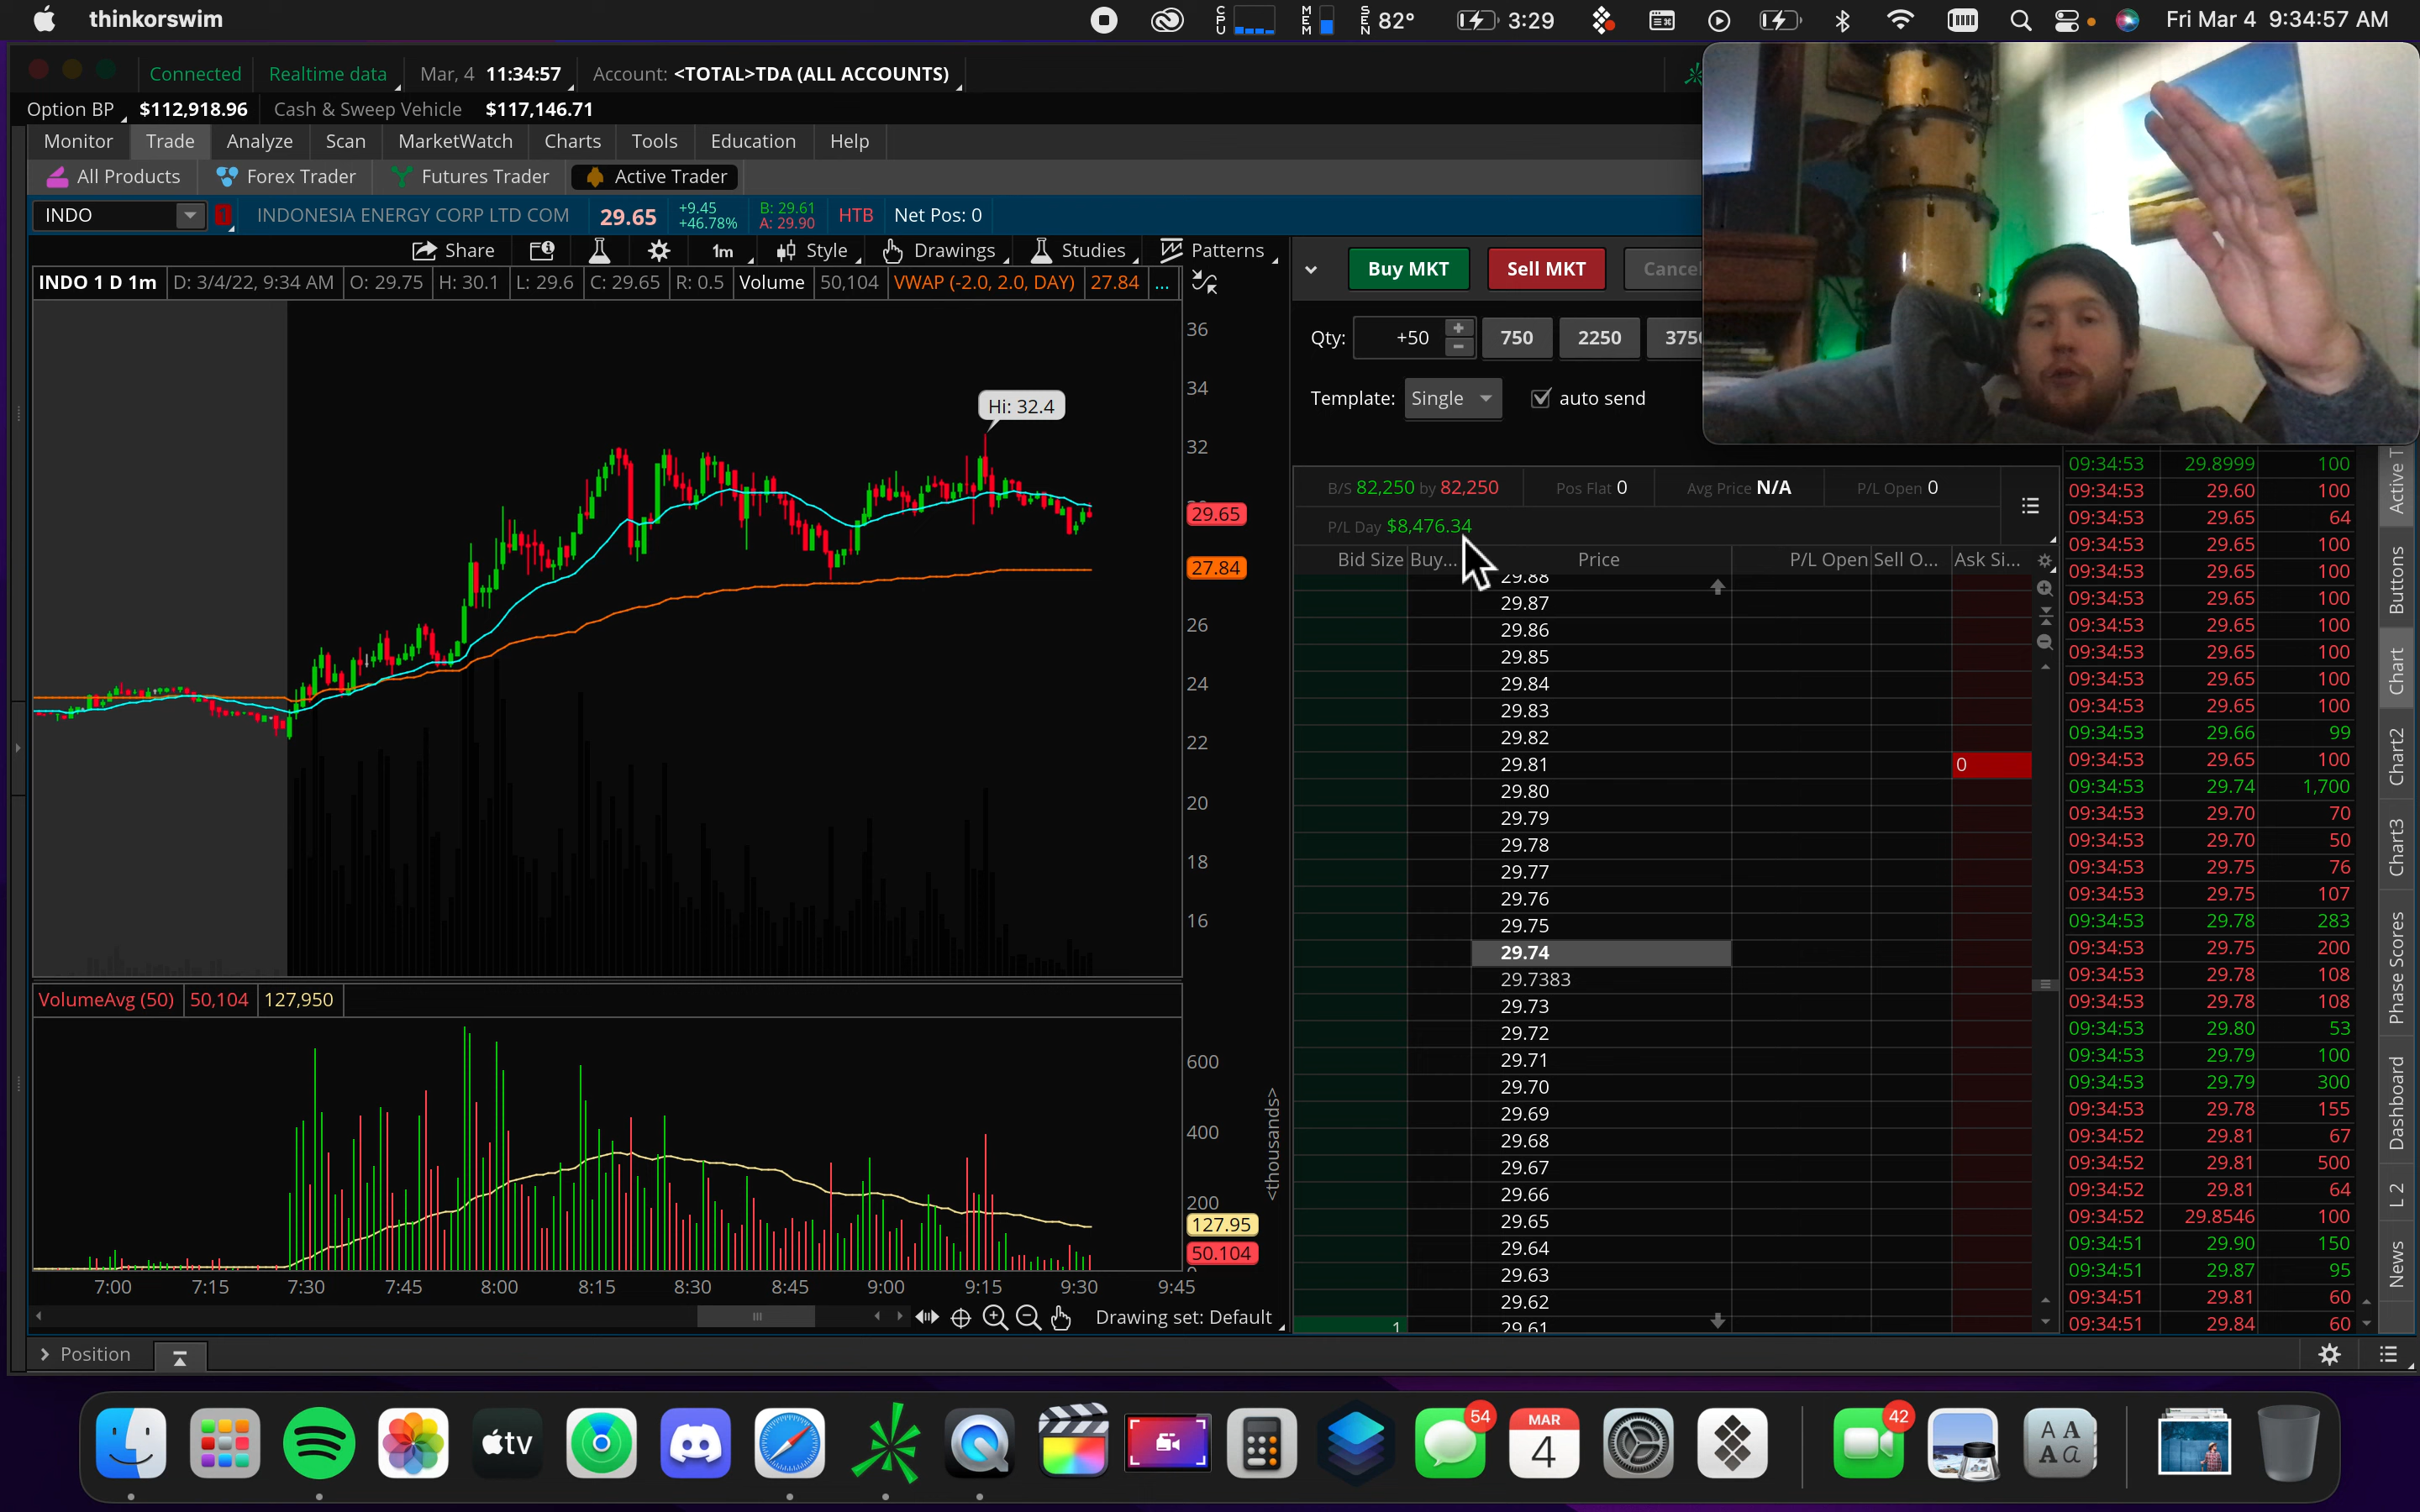 thinkorswim
CPU
MEM
SEN 82°
3:29
Fri Mar 4 9:34:57 AM
Connected
Realtime data
Mar, 4 11:34:57
Account: <TOTAL>TDA (ALL ACCOUNTS)
Option BP $112,918.96 Cash & Sweep Vehicle $117,146.71
Monitor Trade Analyze Scan MarketWatch Charts Tools Education Help
All Products Forex Trader Futures Trader Active Trader
INDO 1 INDONESIA ENERGY CORP LTD COM 29.65 +9.45 +46.78% B: 29.61 A: 29.90 HTB Net Pos: 0
Share 1m Style Drawings Studies Patterns
INDO 1 D 1m D: 3/4/22, 9:34 AM O: 29.75 H: 30.1 L: 29.6 C: 29.65 R: 0.5 Volume 50,104 VWAP (-2.0, 2.0, DAY) 27.84 ...
Hi: 32.4
36
34
32
29.65
27.84
26
24
22
20
18
16
VolumeAvg (50) 50,104 127,950
600
400
200
127.95
50.104
<thousands>
7:00 7:15 7:30 7:45 8:00 8:15 8:30 8:45 9:00 9:15 9:30 9:45
Drawing set: Default
Buy MKT Sell MKT Cancel
Qty: +50 750 2250
Template: Single auto send
B/S 82,250 by 82,250 Pos Flat 0 Avg Price N/A P/L Open 0
P/L Day $8,476.34
Bid Size Buy... Price P/L Open Sell O... Ask Si...
29.88
29.87
29.86
29.85
29.84
29.83
29.82
29.81 0
29.80
29.79
29.78
29.77
29.76
29.75
29.74
29.7383
29.73
29.72
29.71
29.70
29.69
29.68
29.67
29.66
29.65
29.64
29.63
29.62
1 29.61
09:34:53 29.8999 100
09:34:53 29.60 100
09:34:53 29.65 64
09:34:53 29.65 100
09:34:53 29.65 100
09:34:53 29.65 100
09:34:53 29.65 100
09:34:53 29.65 100
09:34:53 29.65 100
09:34:53 29.65 100
09:34:53 29.66 99
09:34:53 29.65 100
09:34:53 29.74 1,700
09:34:53 29.70 70
09:34:53 29.70 50
09:34:53 29.75 76
09:34:53 29.75 107
09:34:53 29.78 283
09:34:53 29.75 200
09:34:53 29.78 108
09:34:53 29.78 108
09:34:53 29.80 53
09:34:53 29.79 100
09:34:53 29.79 300
09:34:53 29.78 155
09:34:52 29.81 67
09:34:52 29.81 500
09:34:52 29.81 64
09:34:52 29.8546 100
09:34:51 29.90 150
09:34:51 29.87 95
09:34:51 29.81 60
09:34:51 29.84 60
Active T
Buttons
Chart
Chart2
Chart3
Phase Scores
Dashboard
L 2
News
Position
tv
54
MAR
4
42
AA
Aa